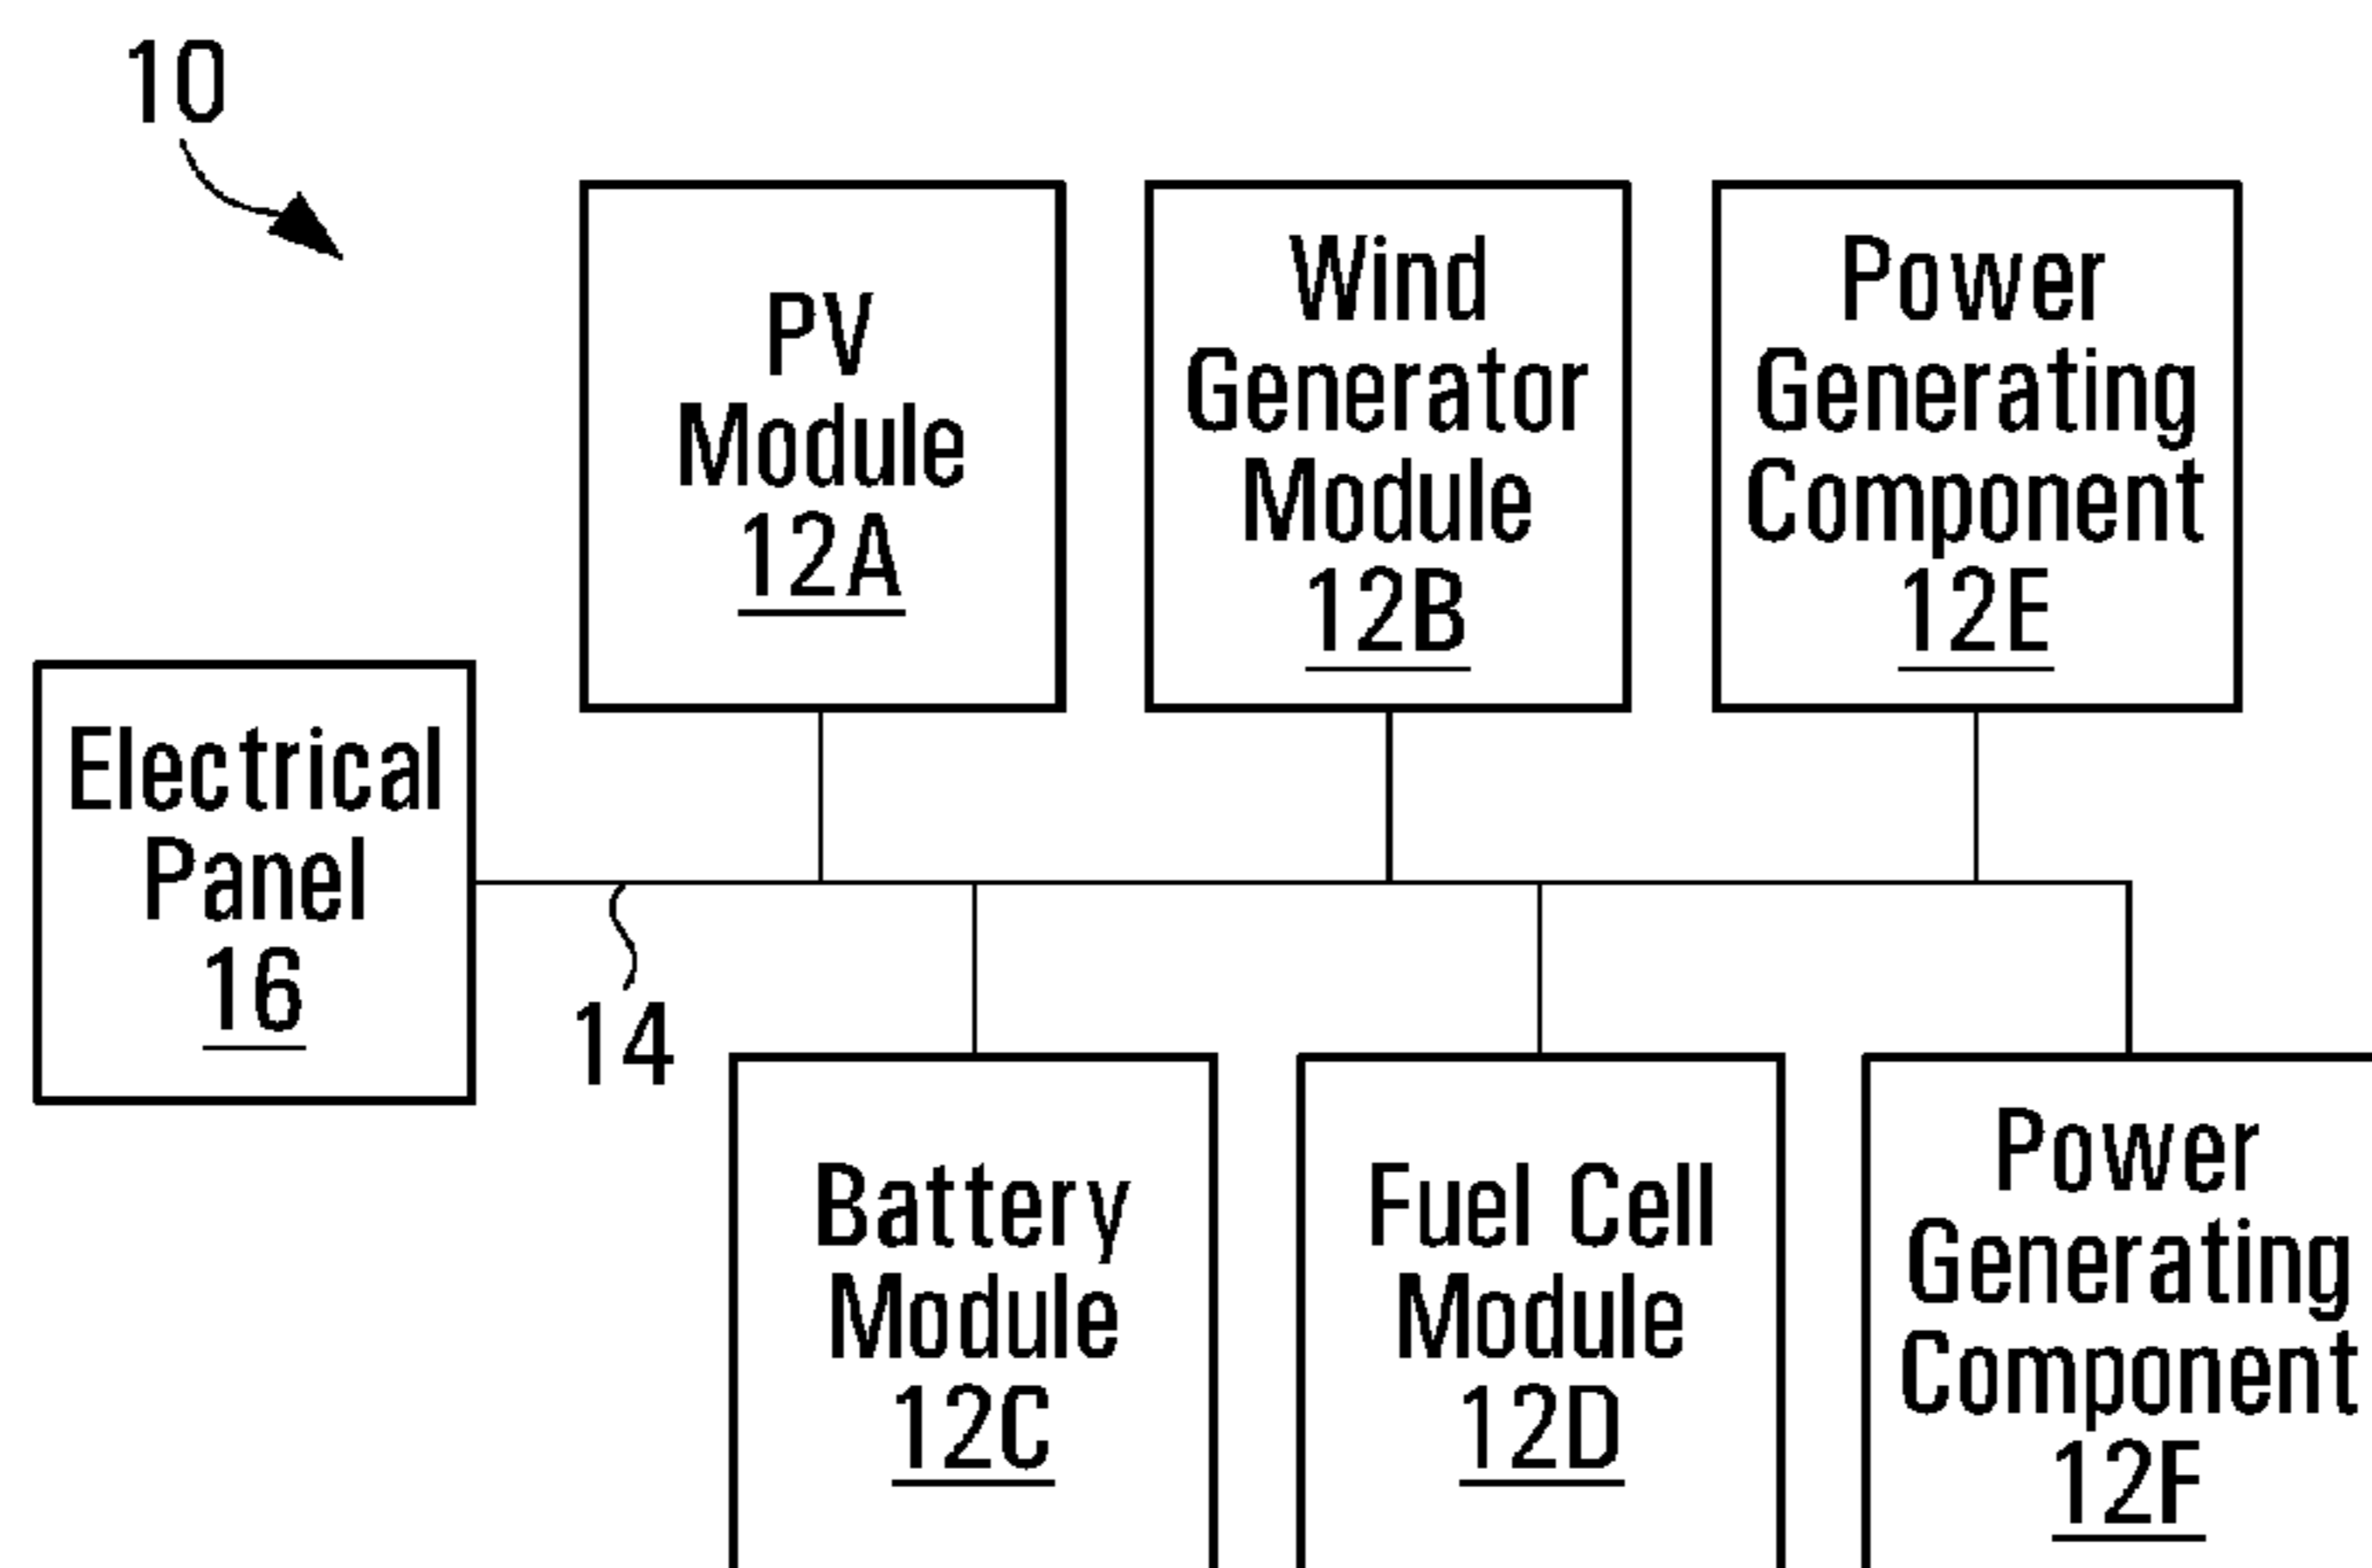 10
PV
Module
12A
Wind
Generator
Module
12B
Power
Generating
Component
12E
Electrical
Panel
16
14
Battery
Module
12C
Fuel Cell
Module
12D
Power
Generating
Component
12F